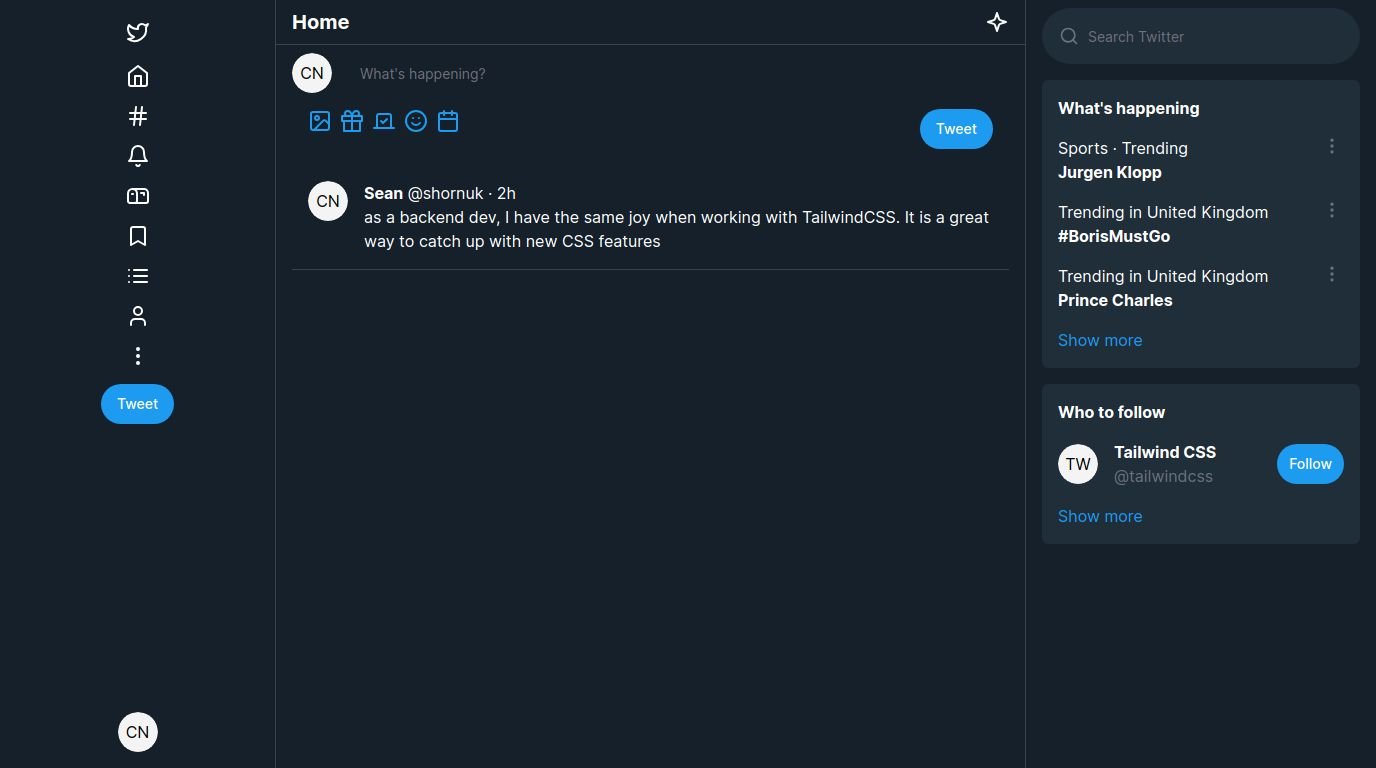 Tweet
CN
Home
CN
What's happening?
Tweet
CN
Sean @shornuk · 2h
as a backend dev, I have the same joy when working with TailwindCSS. It is a great
way to catch up with new CSS features
Search Twitter
What's happening
Sports · Trending
Jurgen Klopp
Trending in United Kingdom
#BorisMustGo
Trending in United Kingdom
Prince Charles
Show more
Who to follow
TW
Tailwind CSS
@tailwindcss
Follow
Show more